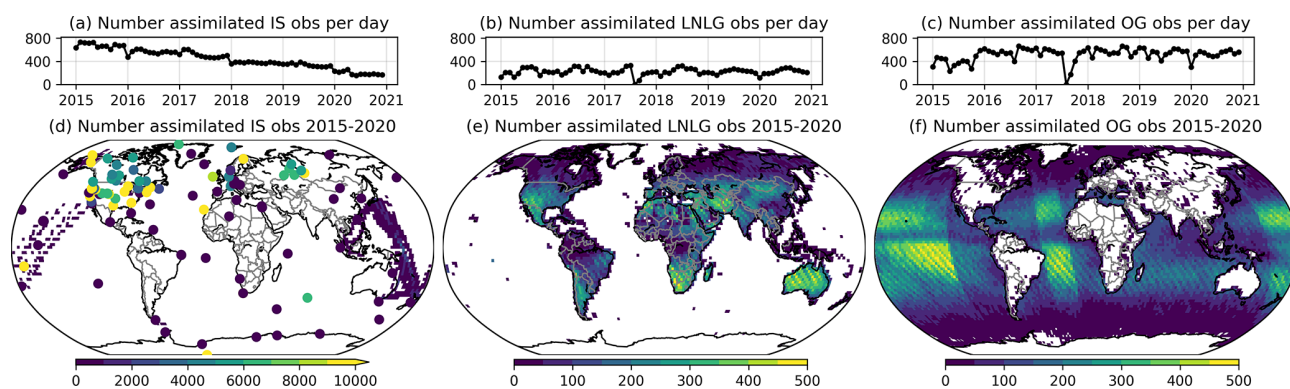 (a) Number assimilated IS obs per day
(b) Number assimilated LNLG obs per day
(c) Number assimilated OG obs per day
800
400
0
2015 2016 2017 2018 2019 2020 2021
800
400
0
2015 2016 2017 2018 2019 2020 2021
800
400
0
2015 2016 2017 2018 2019 2020 2021
(d) Number assimilated IS obs 2015-2020
(e) Number assimilated LNLG obs 2015-2020
(f) Number assimilated OG obs 2015-2020
0 2000 4000 6000 8000 10000
0 100 200 300 400 500
0 100 200 300 400 500